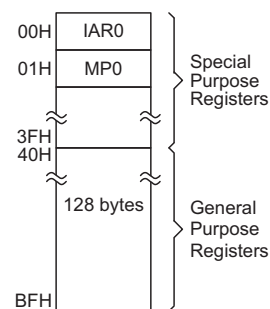 00H IAR0
01H MP0
Special
Purpose
Registers
3FH
40H
128 bytes
General
Purpose
Registers
BFH